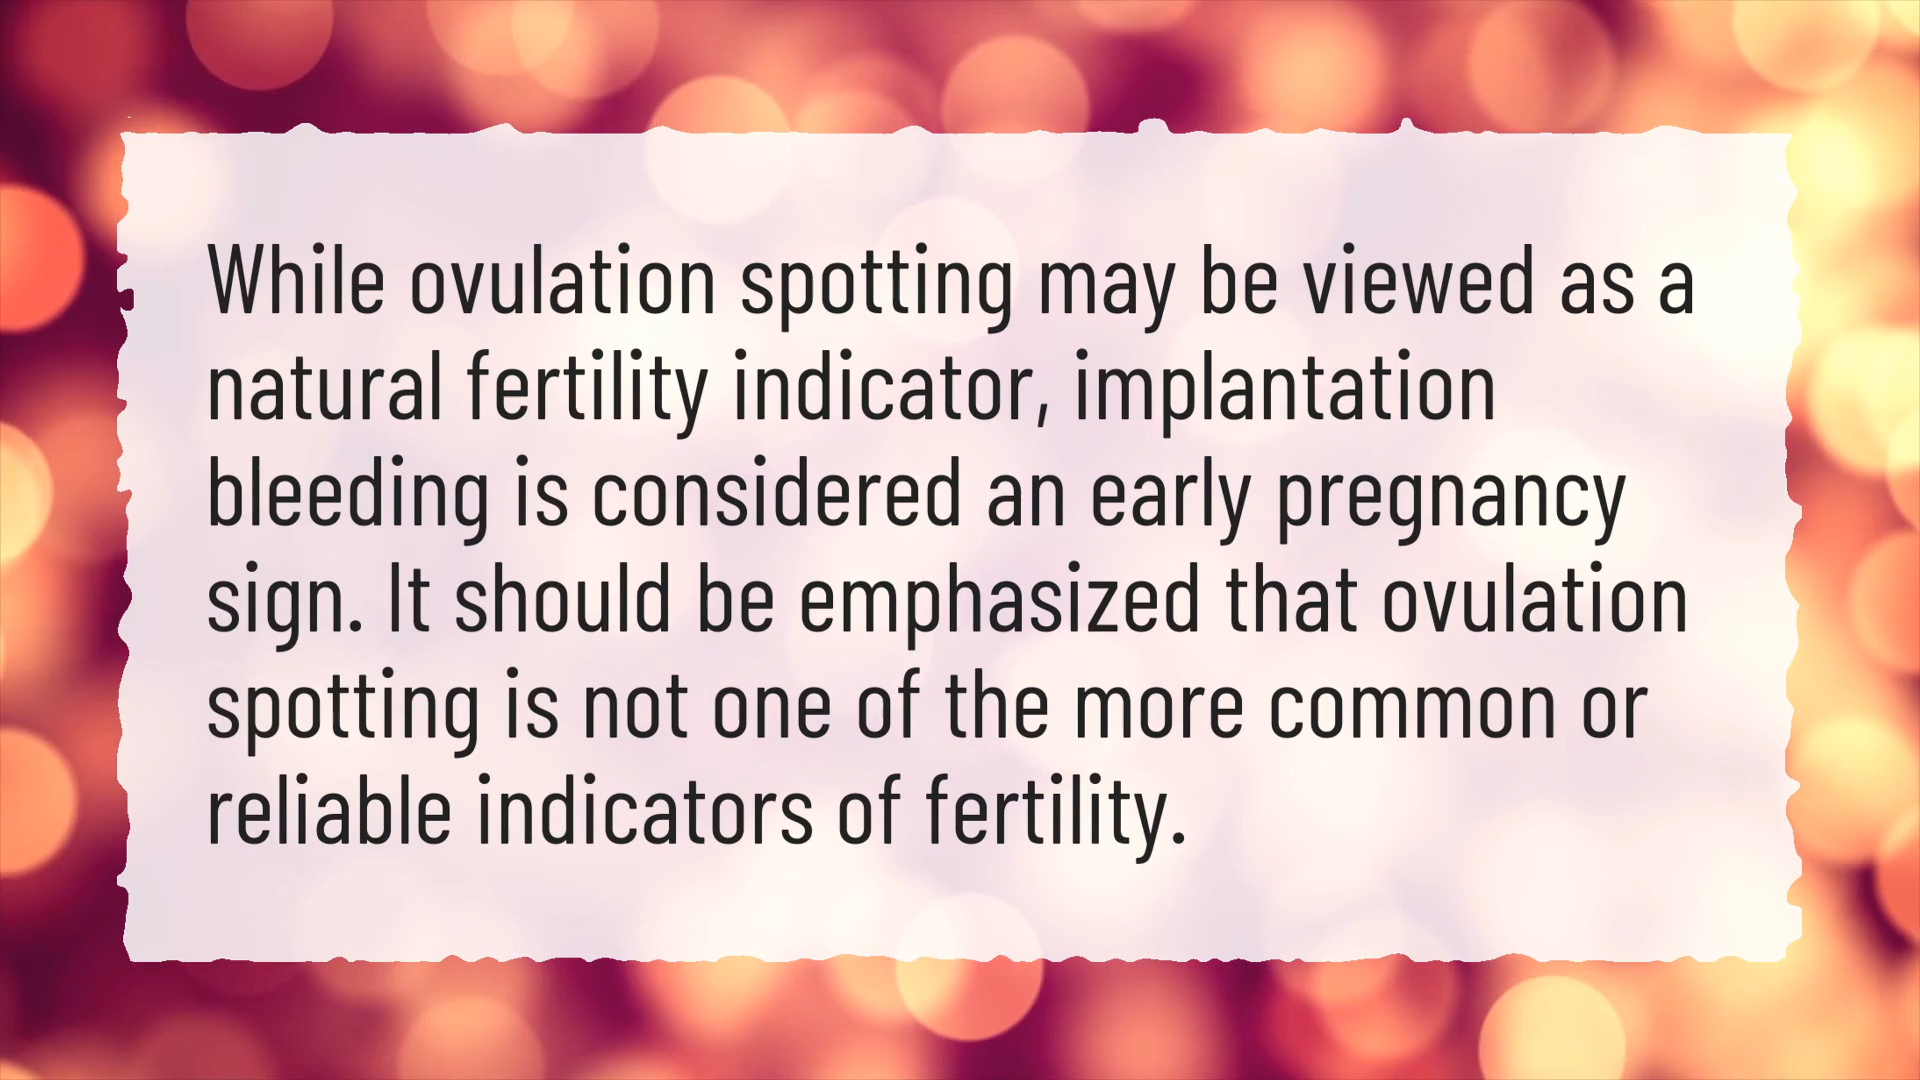 While ovulation spotting may be viewed as a
natural fertility indicator, implantation
bleeding is considered an early pregnancy
sign. It should be emphasized that ovulation
spotting is not one of the more common or
reliable indicators of fertility.